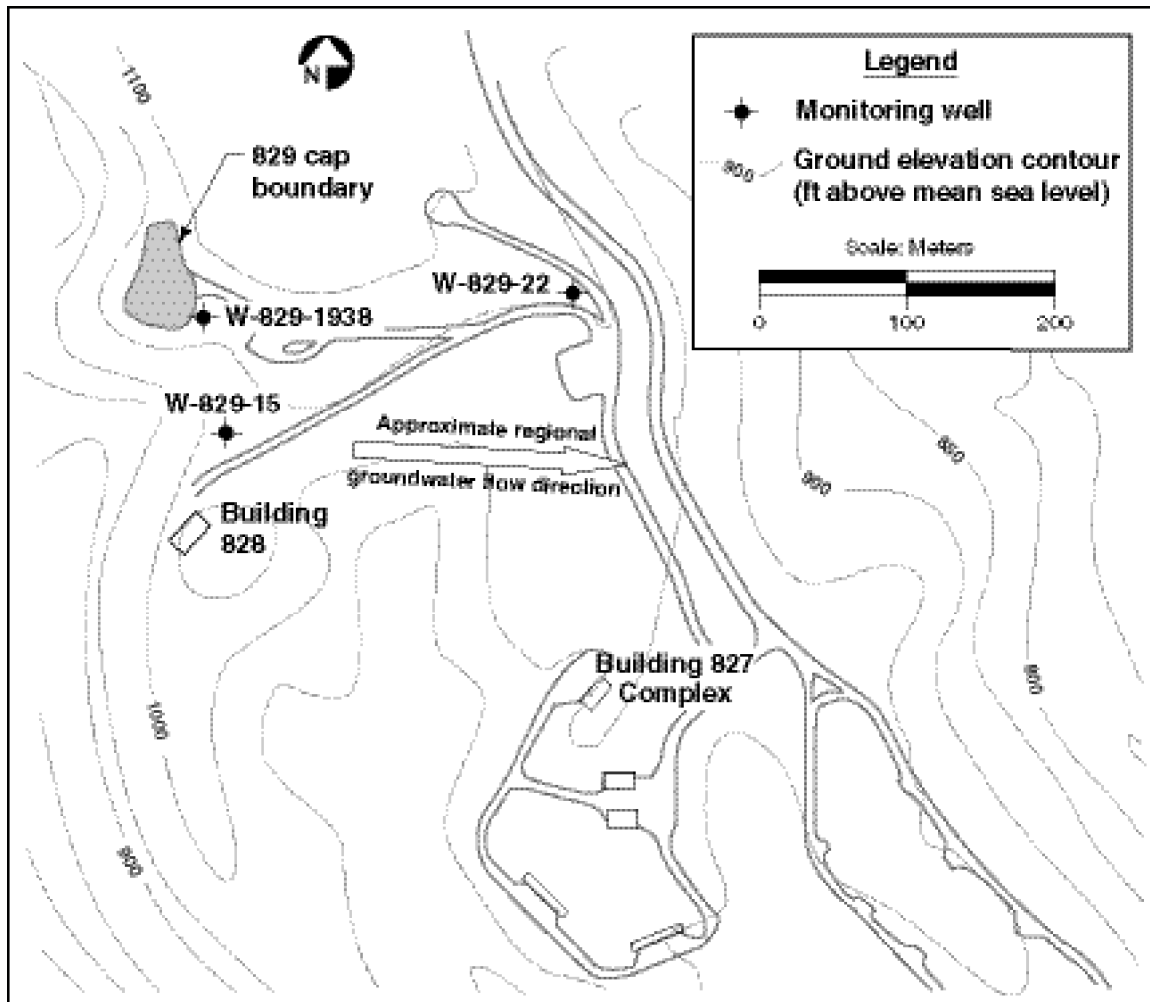 N
Legend
Monitoring well
900
Ground elevation contour
(ft above mean sea level)
Scale: Meters
0 100 200
1100
829 cap
boundary
W-829-22
W-829-1938
W-829-15
Approximate regional
groundwater flow direction
850
900
Building
828
Building 827
Complex
800
1000
900